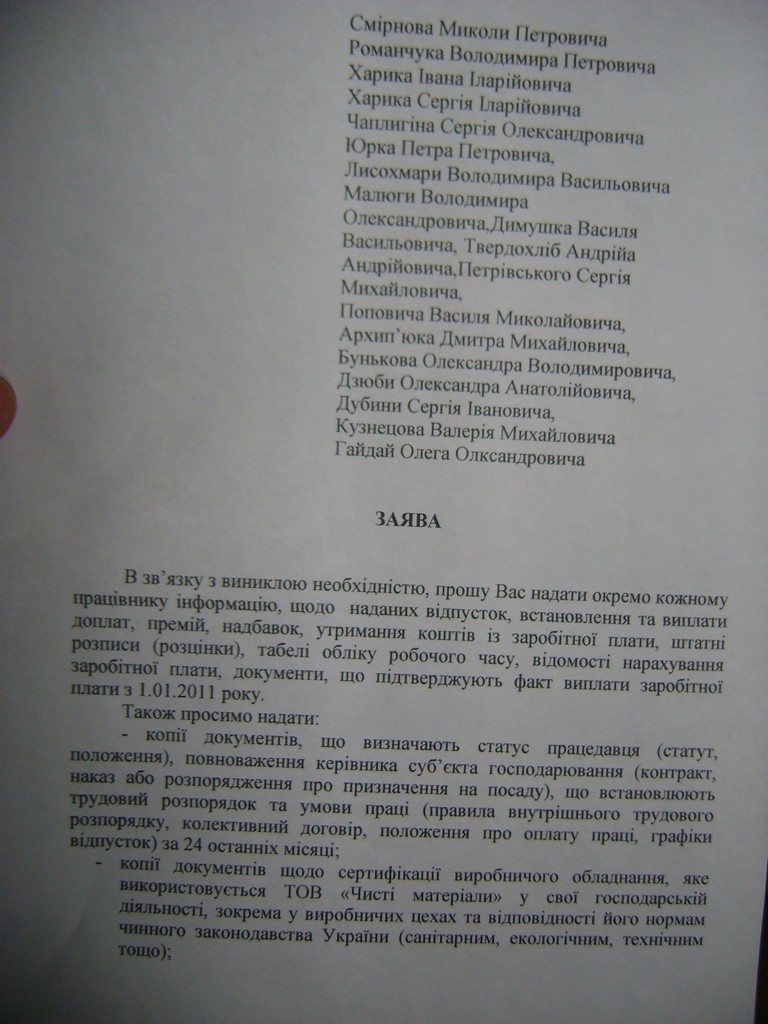 Смірнова Миколи Петровича
Романчука Володимира Петровича
Харика Івана Іларійовича
Харика Сергія Іларійовича
Чаплигіна Сергія Олександровича
Юрка Петра Петровича,
Лисохмари Володимира Васильовича
Малюги Володимира
Олександровича,Димушка Василя
Васильовича, Твердохліб Андрійа
Андрійовича,Петрівського Сергія
Михайловича,
Поповича Василя Миколайовича,
Архип’юка Дмитра Михайловича,
Бунькова Олександра Володимировича,
Дзюби Олександра Анатолійовича,
Дубини Сергія Івановича,
Кузнецова Валерія Михайловича
Гайдай Олега Олксандровича
ЗАЯВА
В зв’язку з виниклою необхідністю, прошу Вас надати окремо кожному
працівнику інформацію, щодо наданих відпусток, встановлення та виплати
доплат, премій, надбавок, утримання коштів із заробітної плати, штатні
розписи (розцінки), табелі обліку робочого часу, відомості нарахування
заробітної плати, документи, що підтверджують факт виплати заробітної
плати з 1.01.2011 року.
Також просимо надати:
- копії документів, що визначають статус працедавця (статут,
положення), повноваження керівника суб’єкта господарювання (контракт,
наказ або розпорядження про призначення на посаду), що встановлюють
трудовий розпорядок та умови праці (правила внутрішнього трудового
розпорядку, колективний договір, положення про оплату праці, графіки
відпусток) за 24 останніх місяці;
- копії документів щодо сертифікації виробничого обладнання, яке
використовується ТОВ «Чисті матеріали» у свої господарській
діяльності, зокрема у виробничих цехах та відповідності його нормам
чинного законодавства України (санітарним, екологічним, технічним
тощо);